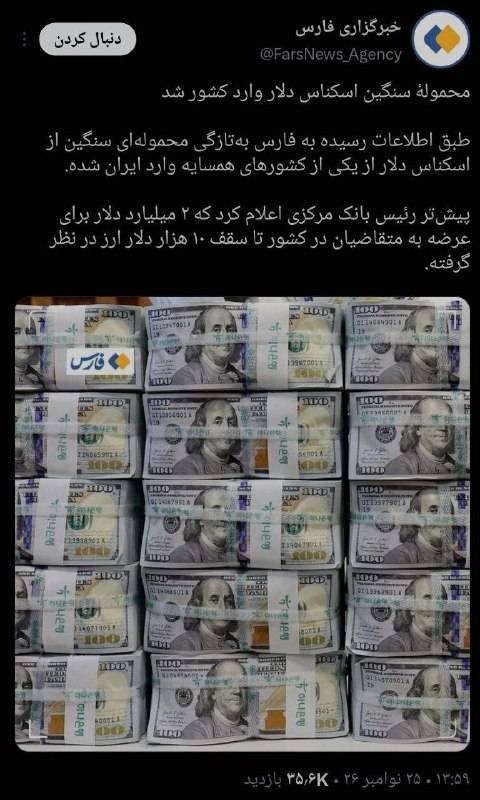 خبرگزاری فارس
@FarsNews_Agency
دنبال کردن
محمولهٔ سنگین اسکناس دلار وارد کشور شد
طبق اطلاعات رسیده به فارس به‌تازگی محموله‌ای سنگین از
اسکناس دلار از یکی از کشورهای همسایه وارد ایران شده.
پیش‌تر رئیس بانک مرکزی اعلام کرد که ۲ میلیارد دلار برای
عرضه به متقاضیان در کشور تا سقف ۱۰ هزار دلار ارز در نظر
گرفته.
فارس
100
۱۳:۵۹ • ۲۵ نوامبر ۲۶ • ۳۵٫۶K بازدید